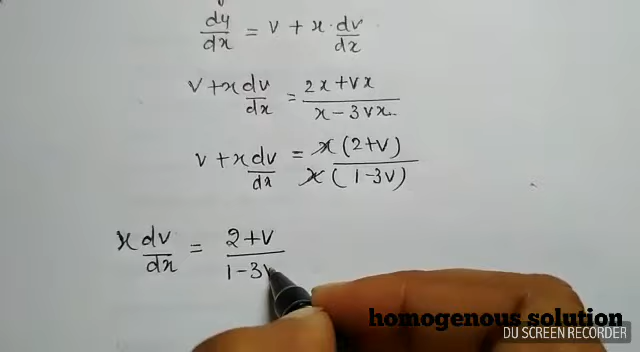 dy/dx = v + x · dv/dx
v + x dv/dx = 2x + vx / x - 3vx
v + x dv/dx = x (2+v) / x (1-3v)
x dv/dx = 2+v / 1-3v
homogenous solution
DU SCREEN RECORDER